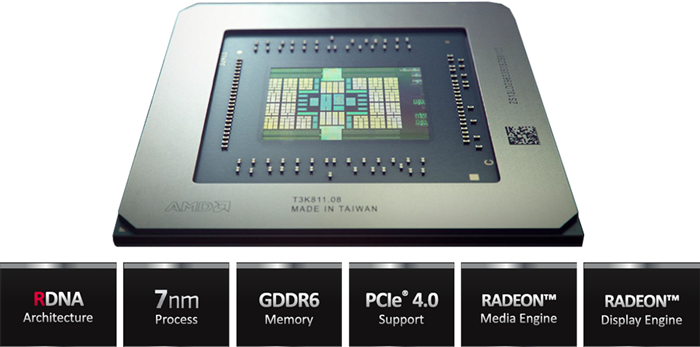 AMD
T3K811.08
MADE IN TAIWAN
RDNA
Architecture
7nm
Process
GDDR6
Memory
PCIe® 4.0
Support
RADEON™
Media Engine
RADEON™
Display Engine